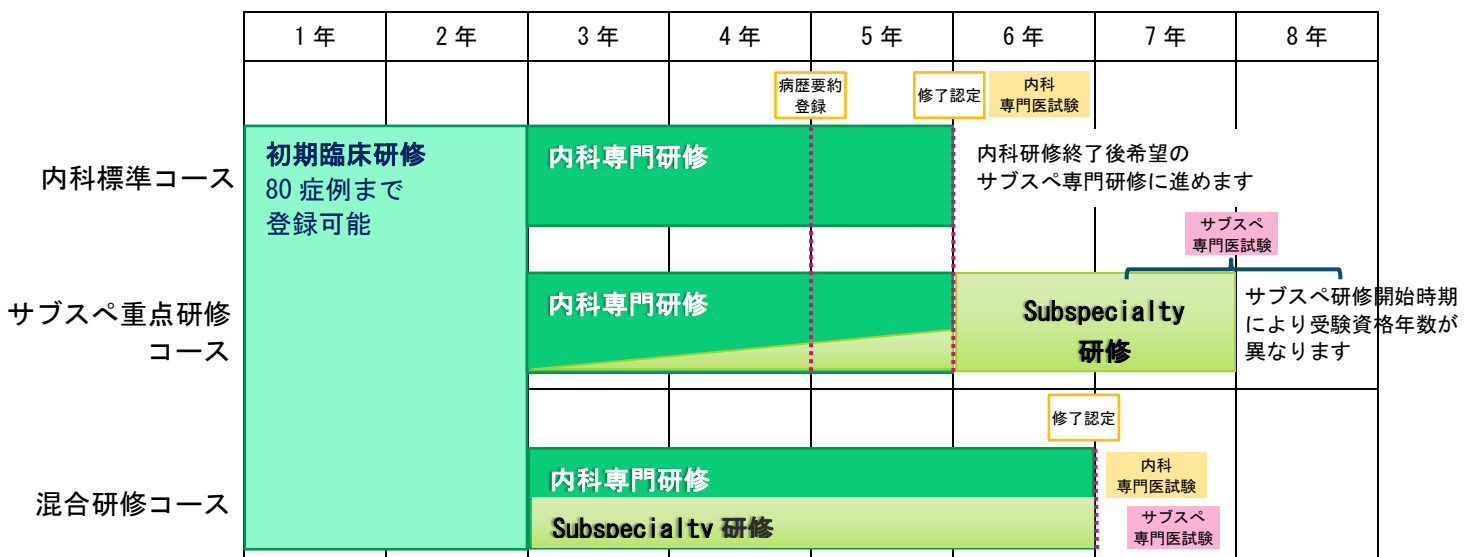 1 年
2 年
3 年
4 年
5 年
6 年
7 年
8 年
病歴要約
登録
修了認定
内科
専門医試験
内科標準コース
初期臨床研修
80 症例まで
登録可能
内科専門研修
内科研修終了後希望の
サブスペ専門研修に進めます
サブスペ
専門医試験
サブスペ重点研修
コース
内科専門研修
Subspecialty
研修
サブスペ研修開始時期
により受験資格年数が
異なります
修了認定
混合研修コース
内科専門研修
Subspecialty 研修
内科
専門医試験
サブスペ
専門医試験